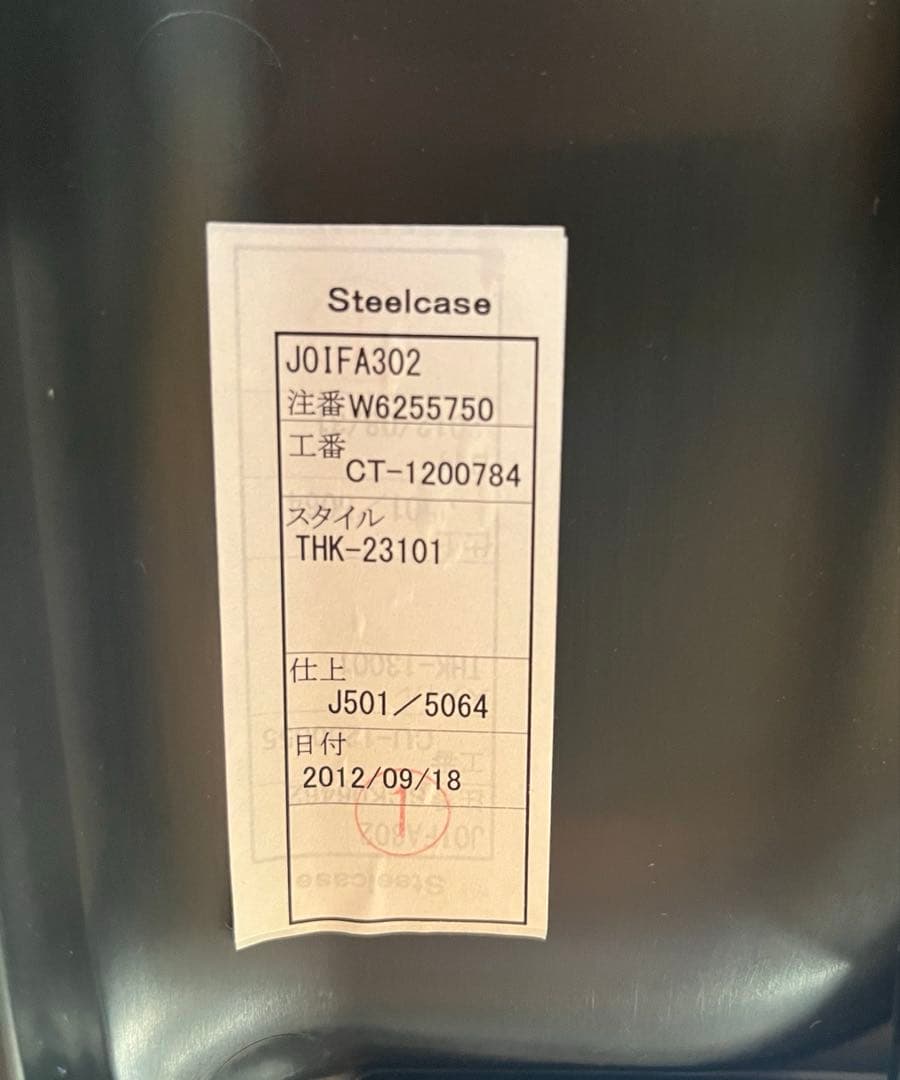 Steelcase
J0IFA302
注番W6255750
工番
CT-1200784
スタイル
THK-23101
仕上
J501／5064
日付
2012/09/18
1